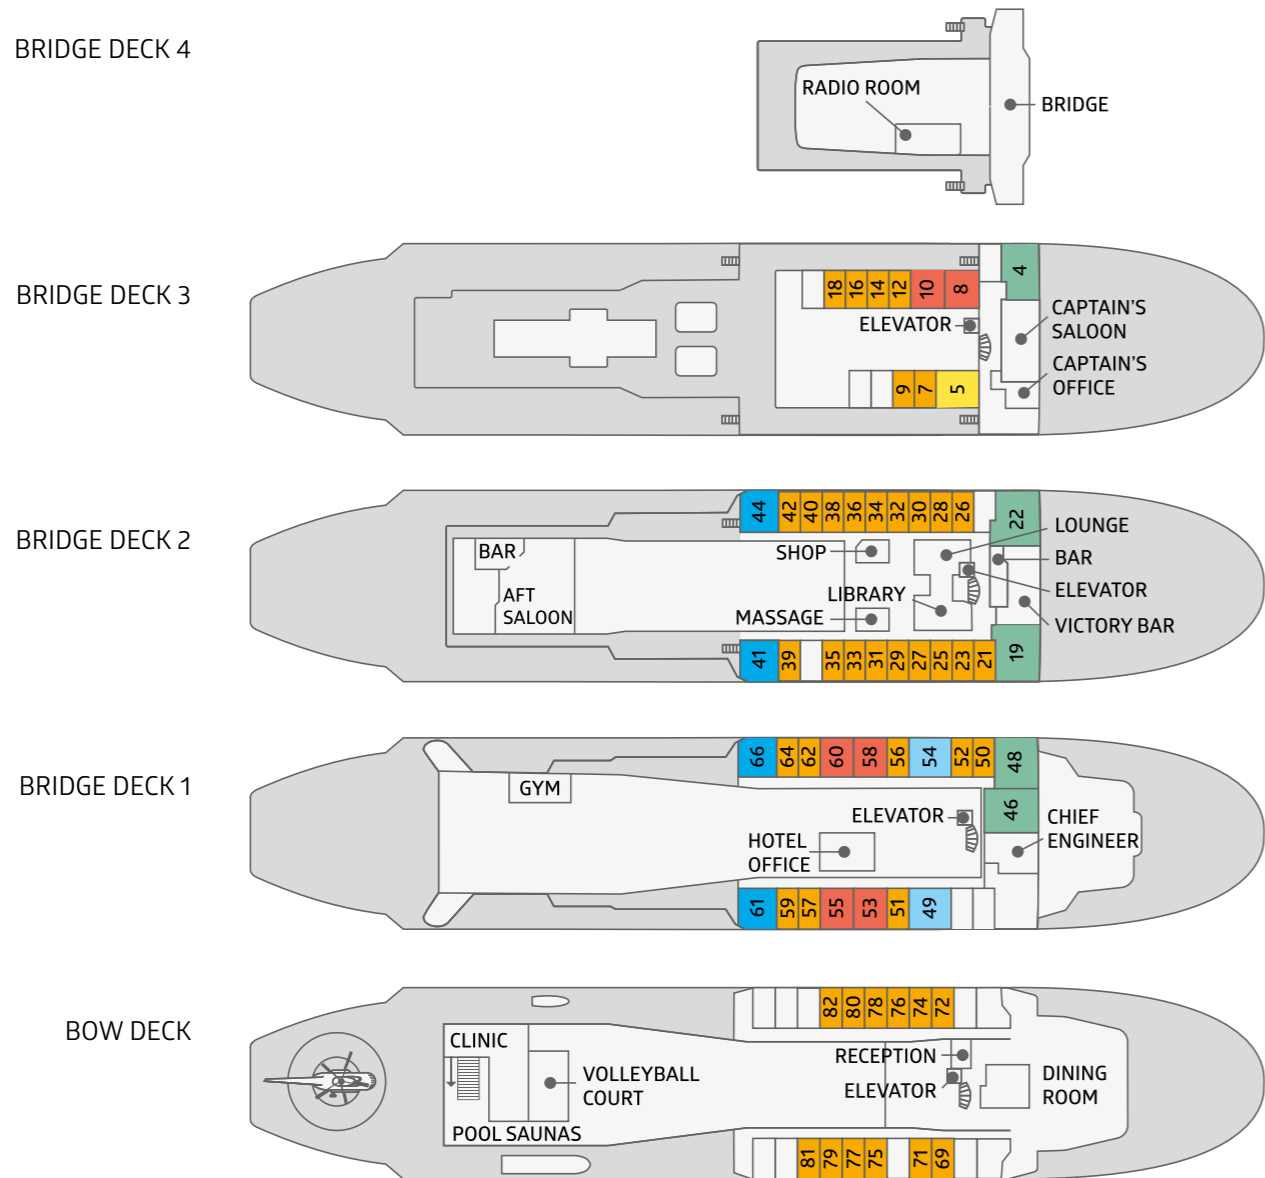 BRIDGE DECK 4
RADIO ROOM
BRIDGE
BRIDGE DECK 3
18 16 14 12 10 8
4
ELEVATOR
CAPTAIN'S
SALOON
CAPTAIN'S
OFFICE
9 7 5
BRIDGE DECK 2
44 42 40 38 36 34 32 30 28 26
22
LOUNGE
BAR
SHOP
BAR
ELEVATOR
AFT
SALOON
LIBRARY
MASSAGE
VICTORY BAR
41 39 35 33 31 29 27 25 23 21
19
BRIDGE DECK 1
66 64 62 60 58 56 54 52 50
48
GYM
46
ELEVATOR
CHIEF
ENGINEER
HOTEL
OFFICE
61 59 57 55 53 51 49
BOW DECK
82 80 78 76 74 72
CLINIC
RECEPTION
VOLLEYBALL
COURT
ELEVATOR
DINING
ROOM
POOL SAUNAS
81 79 77 75 71 69